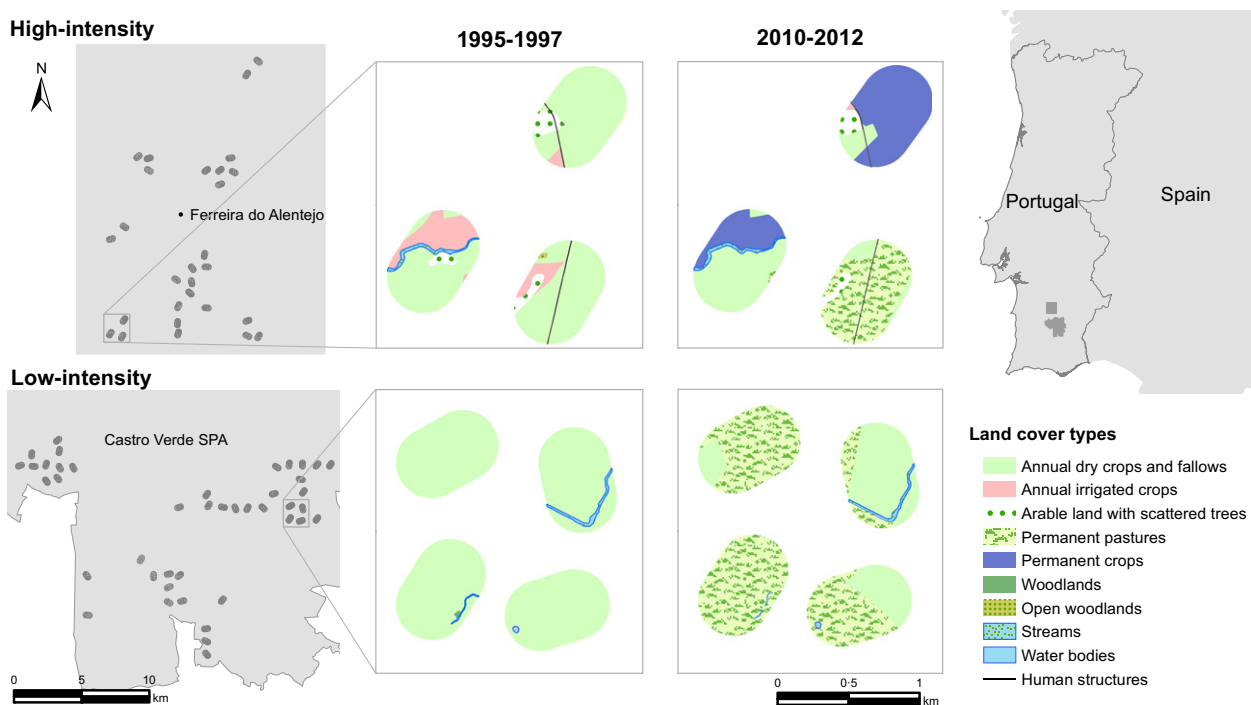 High-intensity
1995-1997
2010-2012
N
Ferreira do Alentejo
Portugal
Spain
Low-intensity
Castro Verde SPA
Land cover types
Annual dry crops and fallows
Annual irrigated crops
Arable land with scattered trees
Permanent pastures
Permanent crops
Woodlands
Open woodlands
Streams
Water bodies
Human structures
0 5 10
km
0 0·5 1
km